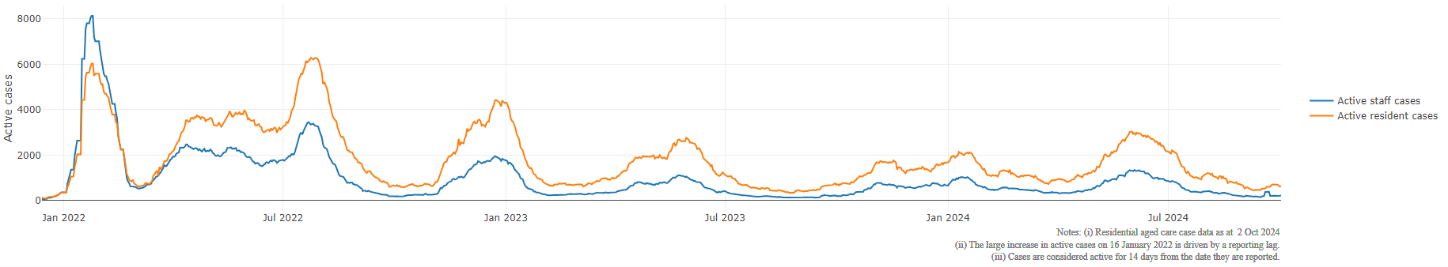 8000
6000
4000
2000
0
Active cases
Jan 2022
Jul 2022
Jan 2023
Jul 2023
Jan 2024
Jul 2024
Active staff cases
Active resident cases
Notes: (i) Residential aged care case data as at 2 Oct 2024
(ii) The large increase in active cases on 16 January 2022 is driven by a reporting lag.
(iii) Cases are considered active for 14 days from the date they are reported.